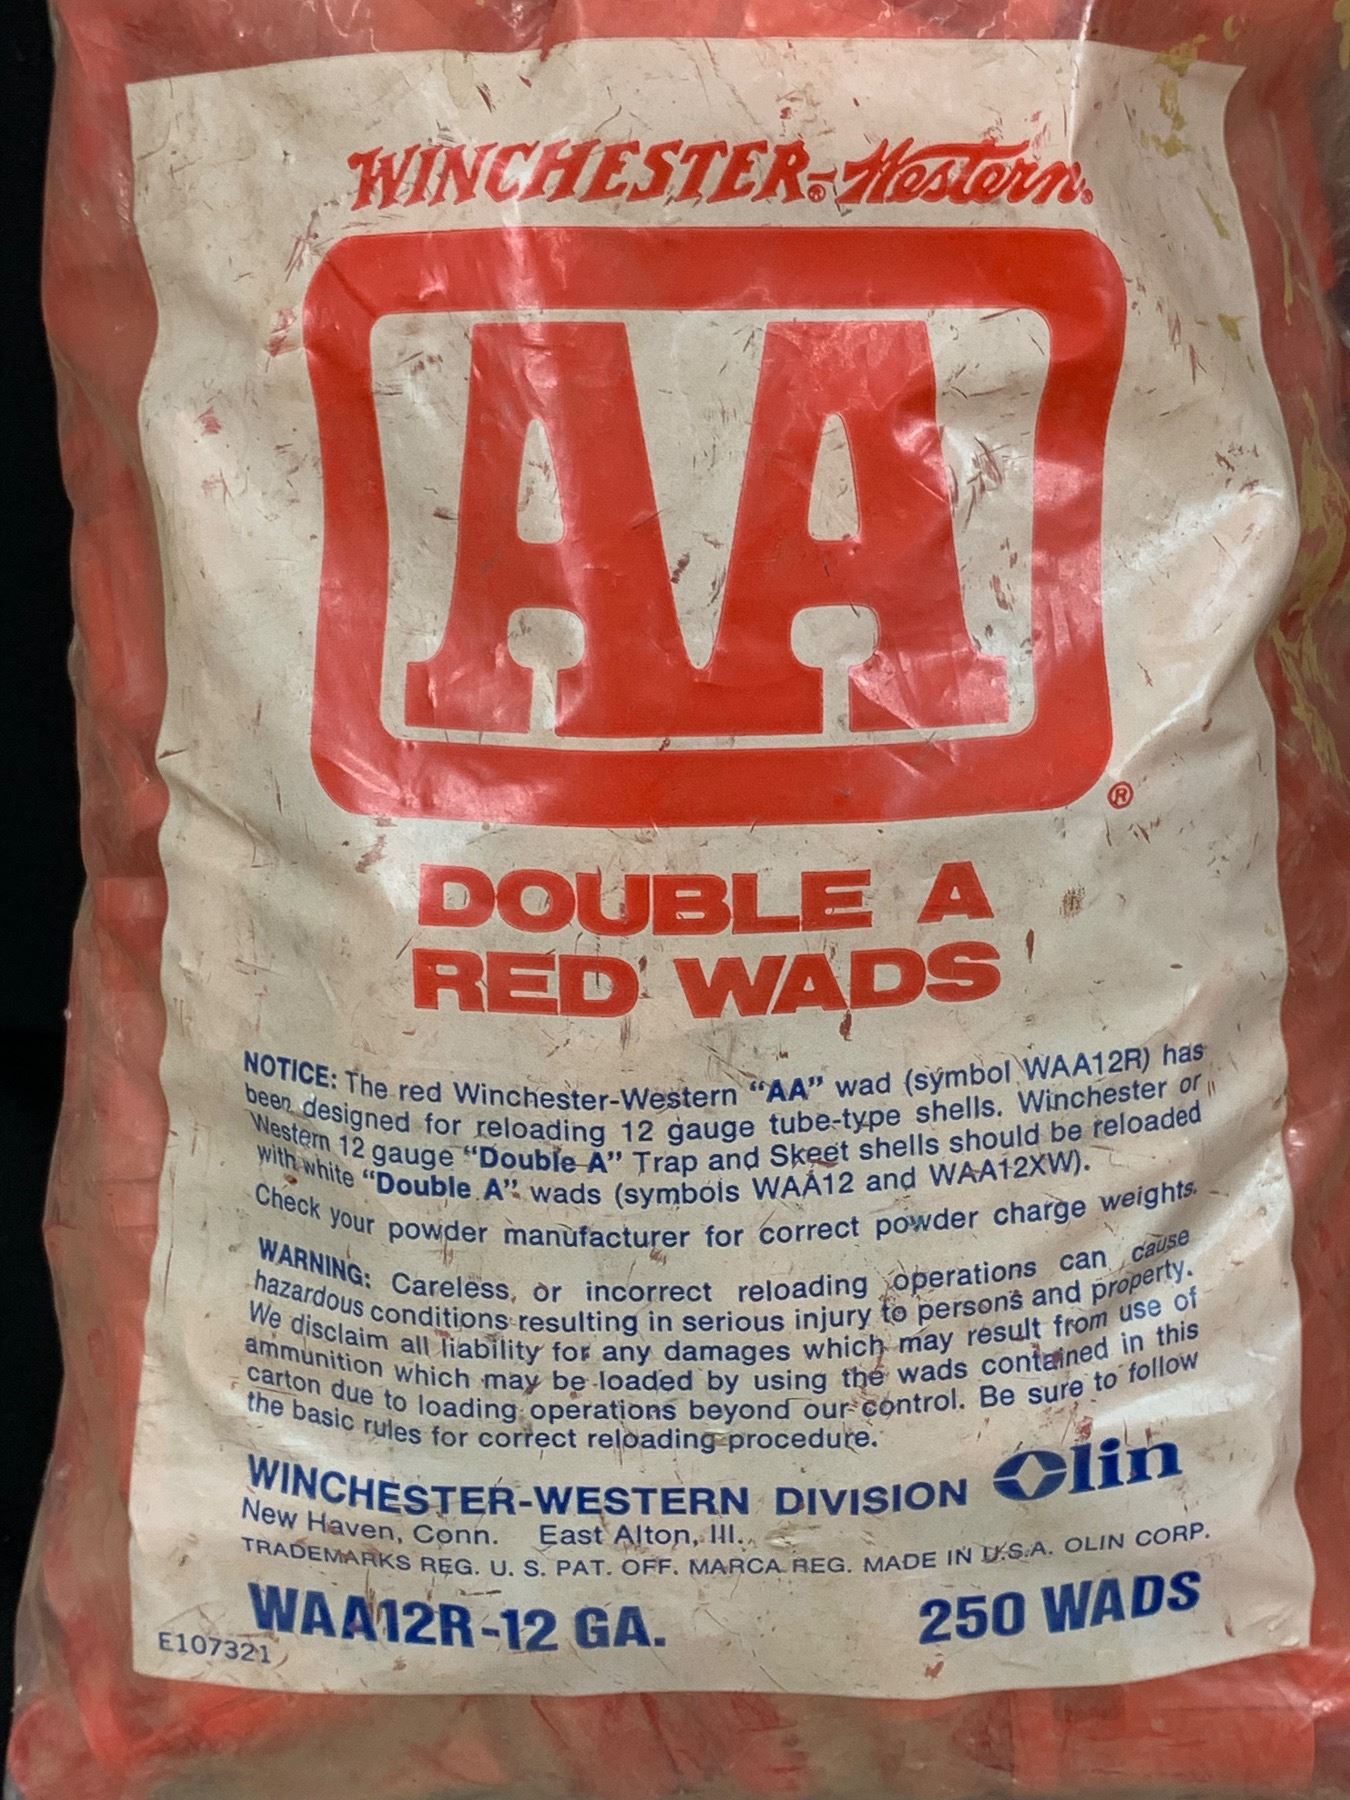 WINCHESTER®-Western.
AA
®
DOUBLE A
RED WADS
NOTICE: The red Winchester-Western “AA” wad (symbol WAA12R) has
been designed for reloading 12 gauge tube-type shells. Winchester or
Western 12 gauge “Double A” Trap and Skeet shells should be reloaded
with white “Double A” wads (symbols WAA12 and WAA12XW).
Check your powder manufacturer for correct powder charge weights.
WARNING: Careless or incorrect reloading operations can cause
hazardous conditions resulting in serious injury to persons and property.
We disclaim all liability for any damages which may result from use of
ammunition which may be loaded by using the wads contained in this
carton due to loading operations beyond our control. Be sure to follow
the basic rules for correct reloading procedure.
WINCHESTER-WESTERN DIVISION Olin
New Haven, Conn. East Alton, Ill.
TRADEMARKS REG. U. S. PAT. OFF. MARCA REG. MADE IN U.S.A. OLIN CORP.
WAA12R-12 GA. 250 WADS
E107321